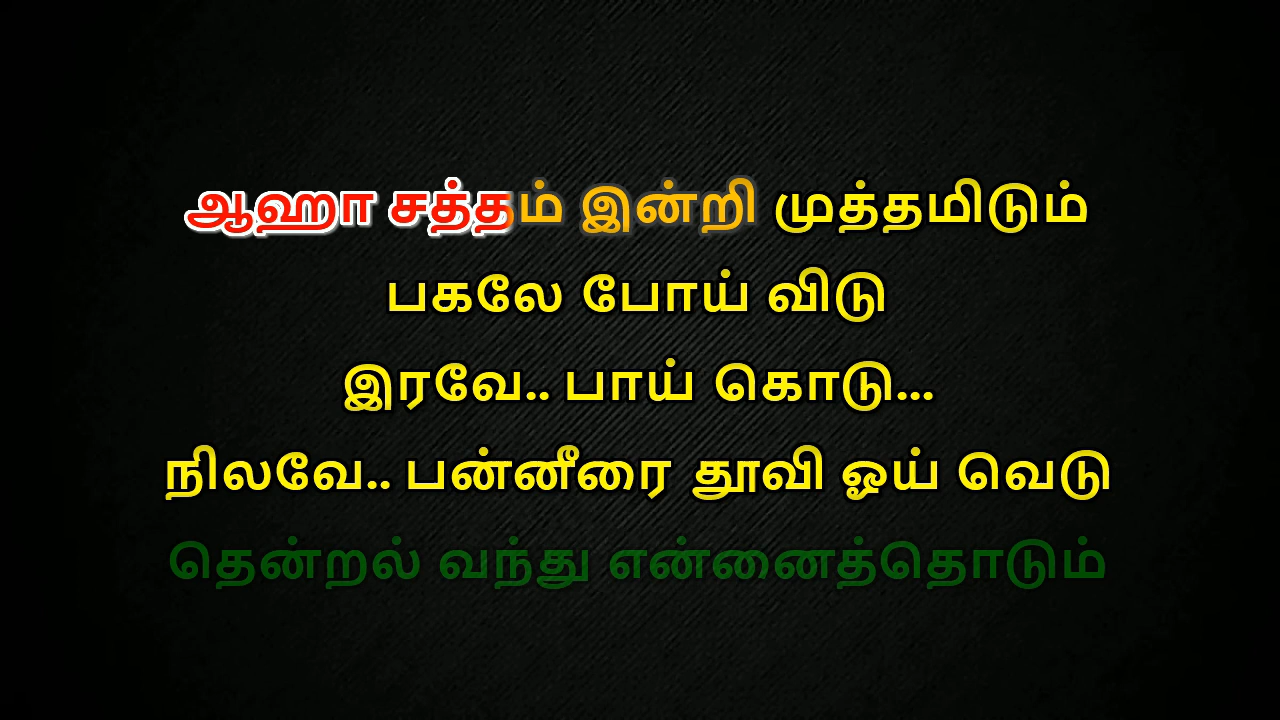 ஆஹா சத்தம் இன்றி முத்தமிடும்
பகலே போய் விடு
இரவே.. பாய் கொடு...
நிலவே.. பன்னீரை தூவி ஓய் வெடு
தென்றல் வந்து என்னைத்தொடும்